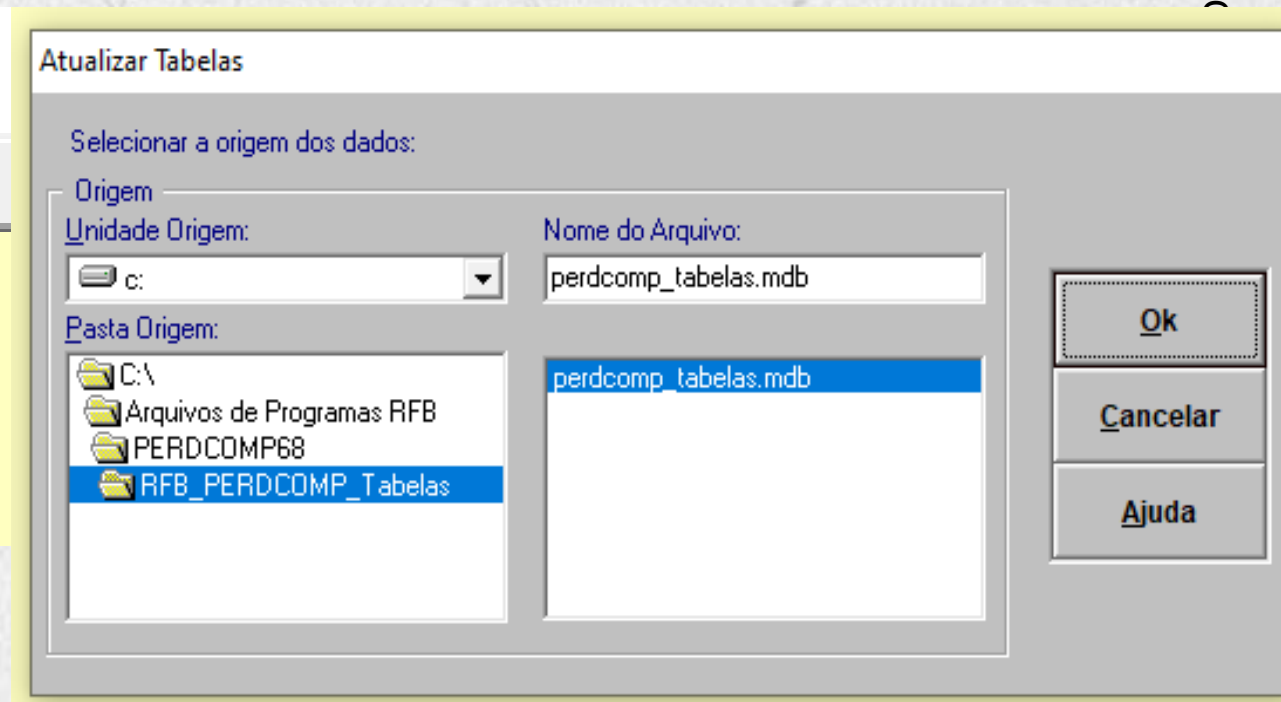 Atualizar Tabelas
Selecionar a origem dos dados:
Origem
Unidade Origem:
c:
Pasta Origem:
C:\
Arquivos de Programas RFB
PERDCOMP68
RFB_PERDCOMP_Tabelas
Nome do Arquivo:
perdcomp_tabelas.mdb
perdcomp_tabelas.mdb
Ok
Cancelar
Ajuda